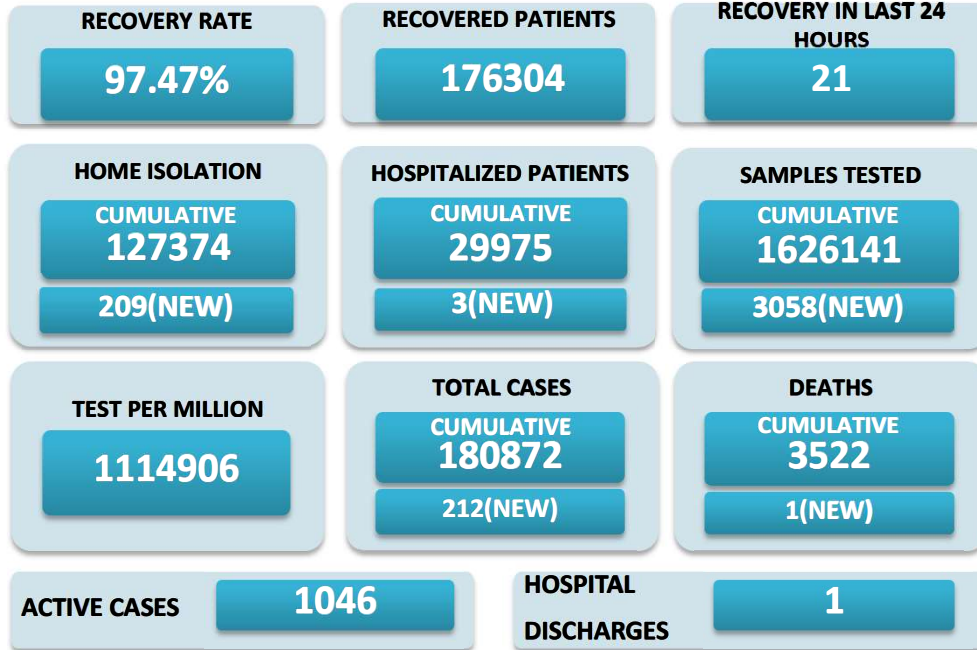 RECOVERY RATE
97.47%
RECOVERED PATIENTS
176304
RECOVERY IN LAST 24
HOURS
21
HOME ISOLATION
CUMULATIVE
127374
209(NEW)
HOSPITALIZED PATIENTS
CUMULATIVE
29975
3(NEW)
SAMPLES TESTED
CUMULATIVE
1626141
3058(NEW)
TEST PER MILLION
1114906
TOTAL CASES
CUMULATIVE
180872
212(NEW)
DEATHS
CUMULATIVE
3522
1(NEW)
ACTIVE CASES
1046
HOSPITAL
DISCHARGES
1